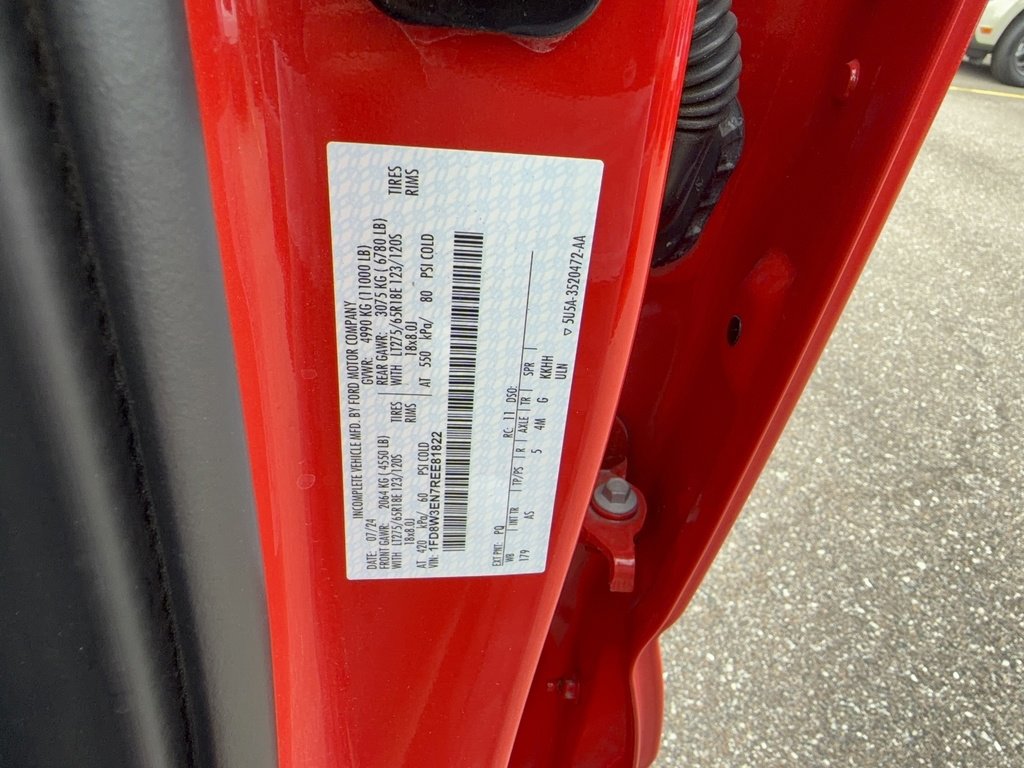 INCOMPLETE VEHICLE MFD. BY FORD MOTOR COMPANY
07/24 GVWR: 4990 KG (11000 LB)
FRONT GAWR: 2064 KG (4550 LB) REAR GAWR: 3075 KG (6780 LB)
WITH LT275/65R18E 123/120S TIRES WITH LT275/65R18E 123/120S TIRES
18x8.0J RIMS 18x8.0J RIMS
AT 420 kPa/ 60 PSI COLD AT 550 kPa/ 80 PSI COLD
VIN: 1FD8W3EN7REE81822
EXT PNT: PQ RC: 11 DSO:
WB INT TR TP/PS R AXLE TR SPR
179 AS 5 4M G KKHH
ULN
5U5A-3520472-AA